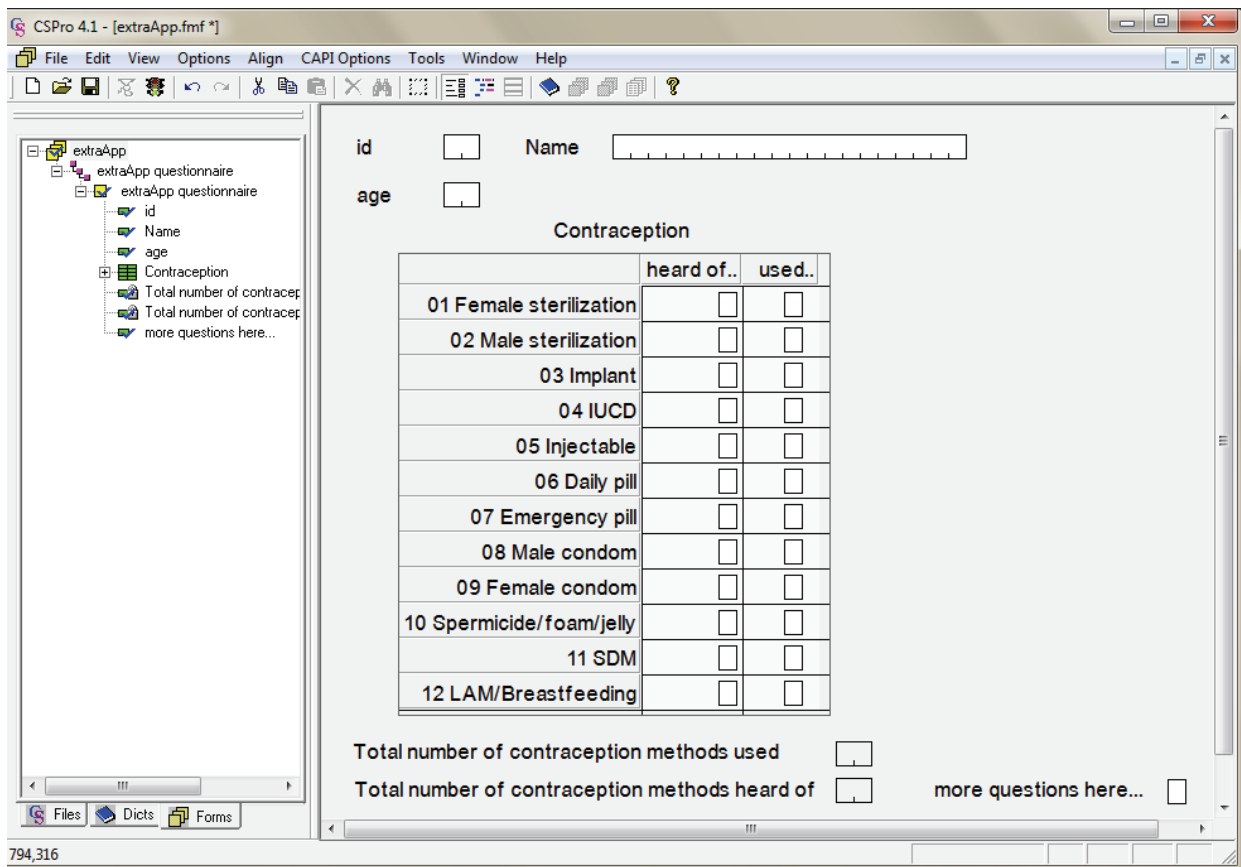 CSPro 4.1 - [extraApp.fmf *]
File Edit View Options Align CAPI Options Tools Window Help
extraApp
extraApp questionnaire
extraApp questionnaire
id
Name
age
Contraception
Total number of contracep
Total number of contracep
more questions here...
Files Dicts Forms
id Name
age
Contraception
heard of.. used..
01 Female sterilization
02 Male sterilization
03 Implant
04 IUCD
05 Injectable
06 Daily pill
07 Emergency pill
08 Male condom
09 Female condom
10 Spermicide/foam/jelly
11 SDM
12 LAM/Breastfeeding
Total number of contraception methods used
Total number of contraception methods heard of more questions here...
794,316